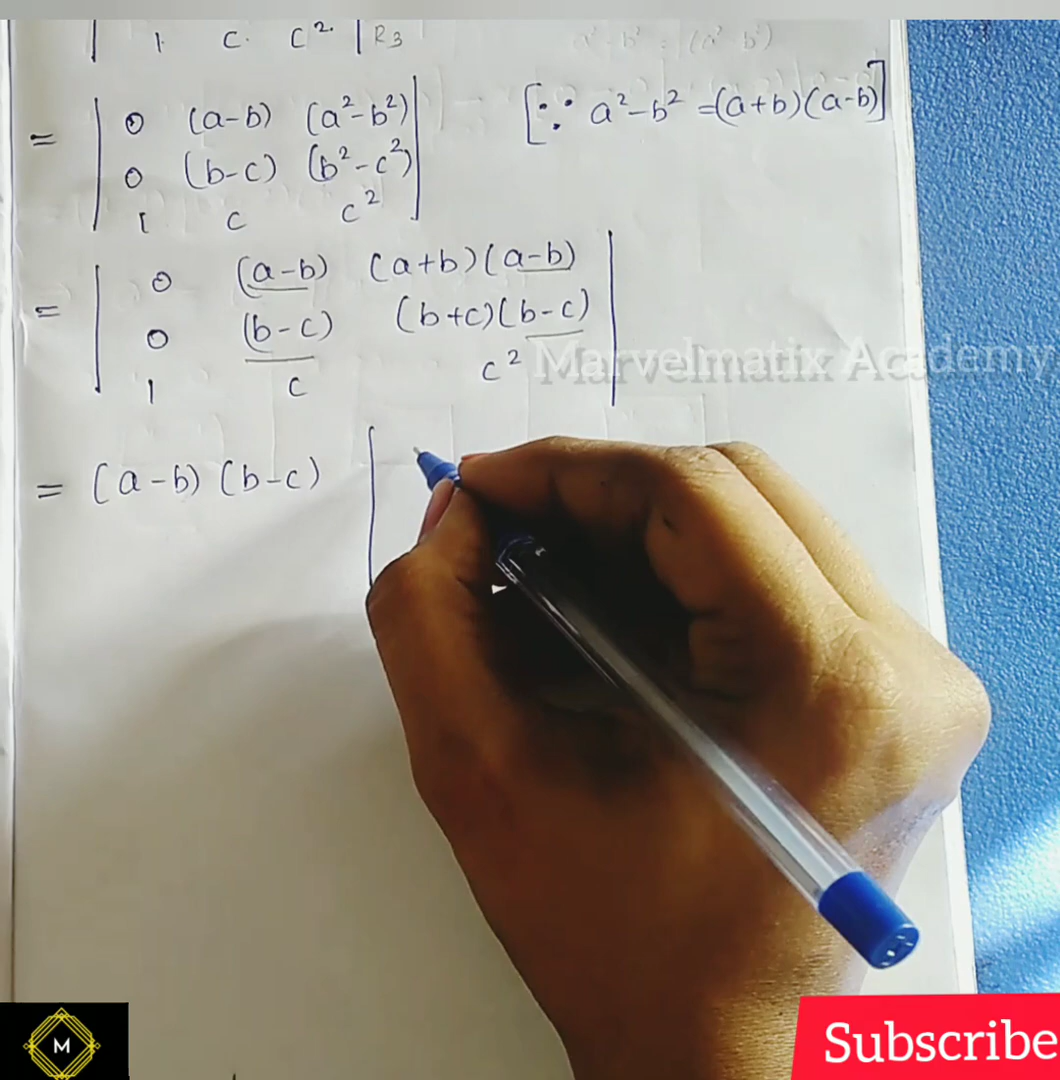 | 1 c c² | R₃
= | 0 (a-b) (a²-b²) | [∵ a²-b² =(a+b)(a-b)]
| 0 (b-c) (b²-c²) |
| 1 c c² |
= | 0 (a-b) (a+b)(a-b) |
| 0 (b-c) (b+c)(b-c) |
| 1 c c² |
Marvelmatix Academy
= (a-b) (b-c) |
M
Subscribe